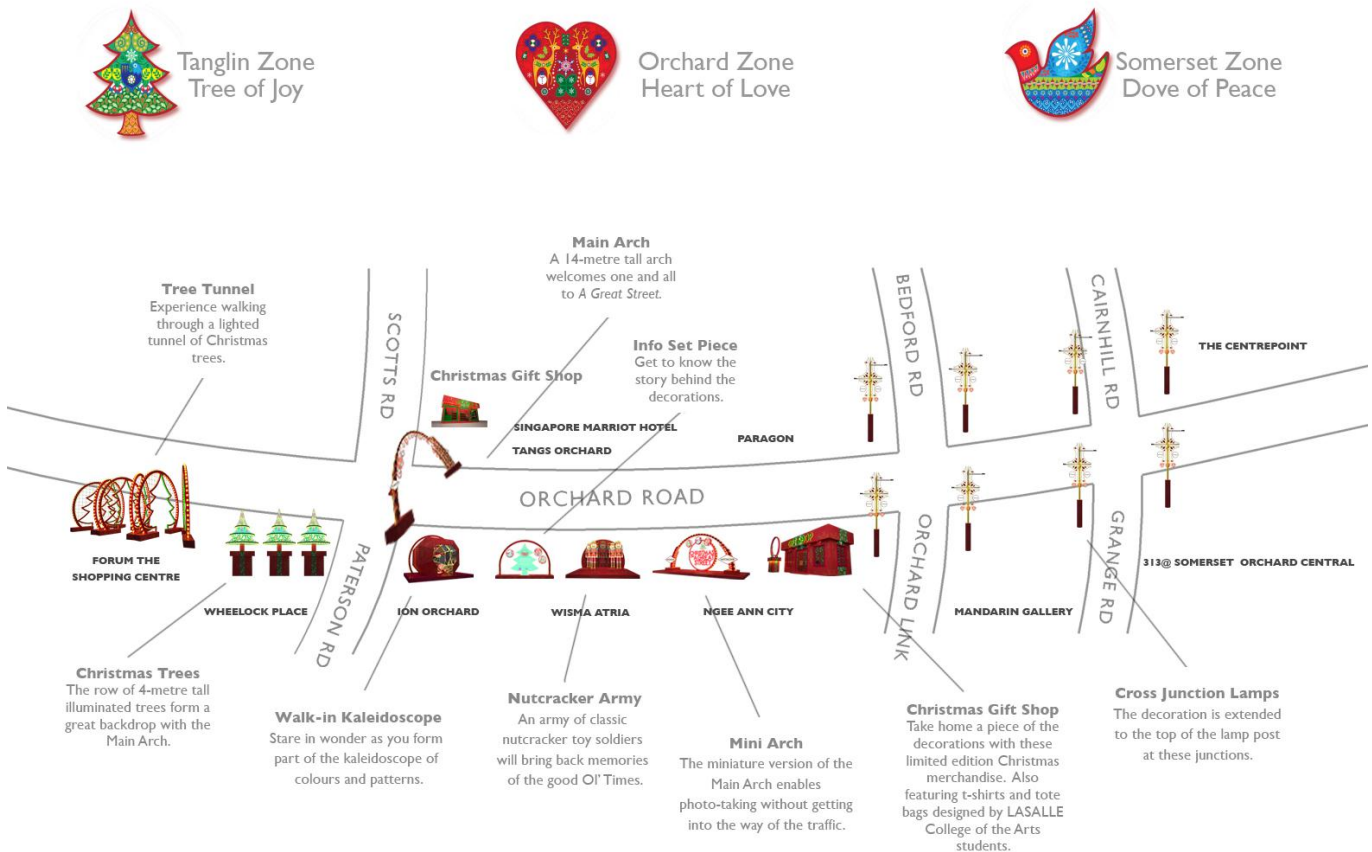 Tanglin Zone
Tree of Joy
Orchard Zone
Heart of Love
Somerset Zone
Dove of Peace
Main Arch
A 14-metre tall arch
welcomes one and all
to A Great Street.
Tree Tunnel
Experience walking
through a lighted
tunnel of Christmas
trees.
SCOTTS RD
Info Set Piece
Get to know the
story behind the
decorations.
BEDFORD RD
CAIRNHILL RD
THE CENTREPOINT
Christmas Gift Shop
SINGAPORE MARRIOT HOTEL
TANGS ORCHARD
PARAGON
ORCHARD ROAD
FORUM THE
SHOPPING CENTRE
WHEELOCK PLACE
PATERSON RD
ION ORCHARD
WISMA ATRIA
NGEE ANN CITY
ORCHARD LINK
MANDARIN GALLERY
GRANGE RD
313@ SOMERSET ORCHARD CENTRAL
Christmas Trees
The row of 4-metre tall
illuminated trees form a
great backdrop with the
Main Arch.
Walk-in Kaleidoscope
Stare in wonder as you form
part of the kaleidoscope of
colours and patterns.
Nutcracker Army
An army of classic
nutcracker toy soldiers
will bring back memories
of the good Ol' Times.
Mini Arch
The miniature version of the
Main Arch enables
photo-taking without getting
into the way of the traffic.
Christmas Gift Shop
Take home a piece of the
decorations with these
limited edition Christmas
merchandise. Also
featuring t-shirts and tote
bags designed by LASALLE
College of the Arts
students.
Cross Junction Lamps
The decoration is extended
to the top of the lamp post
at these junctions.